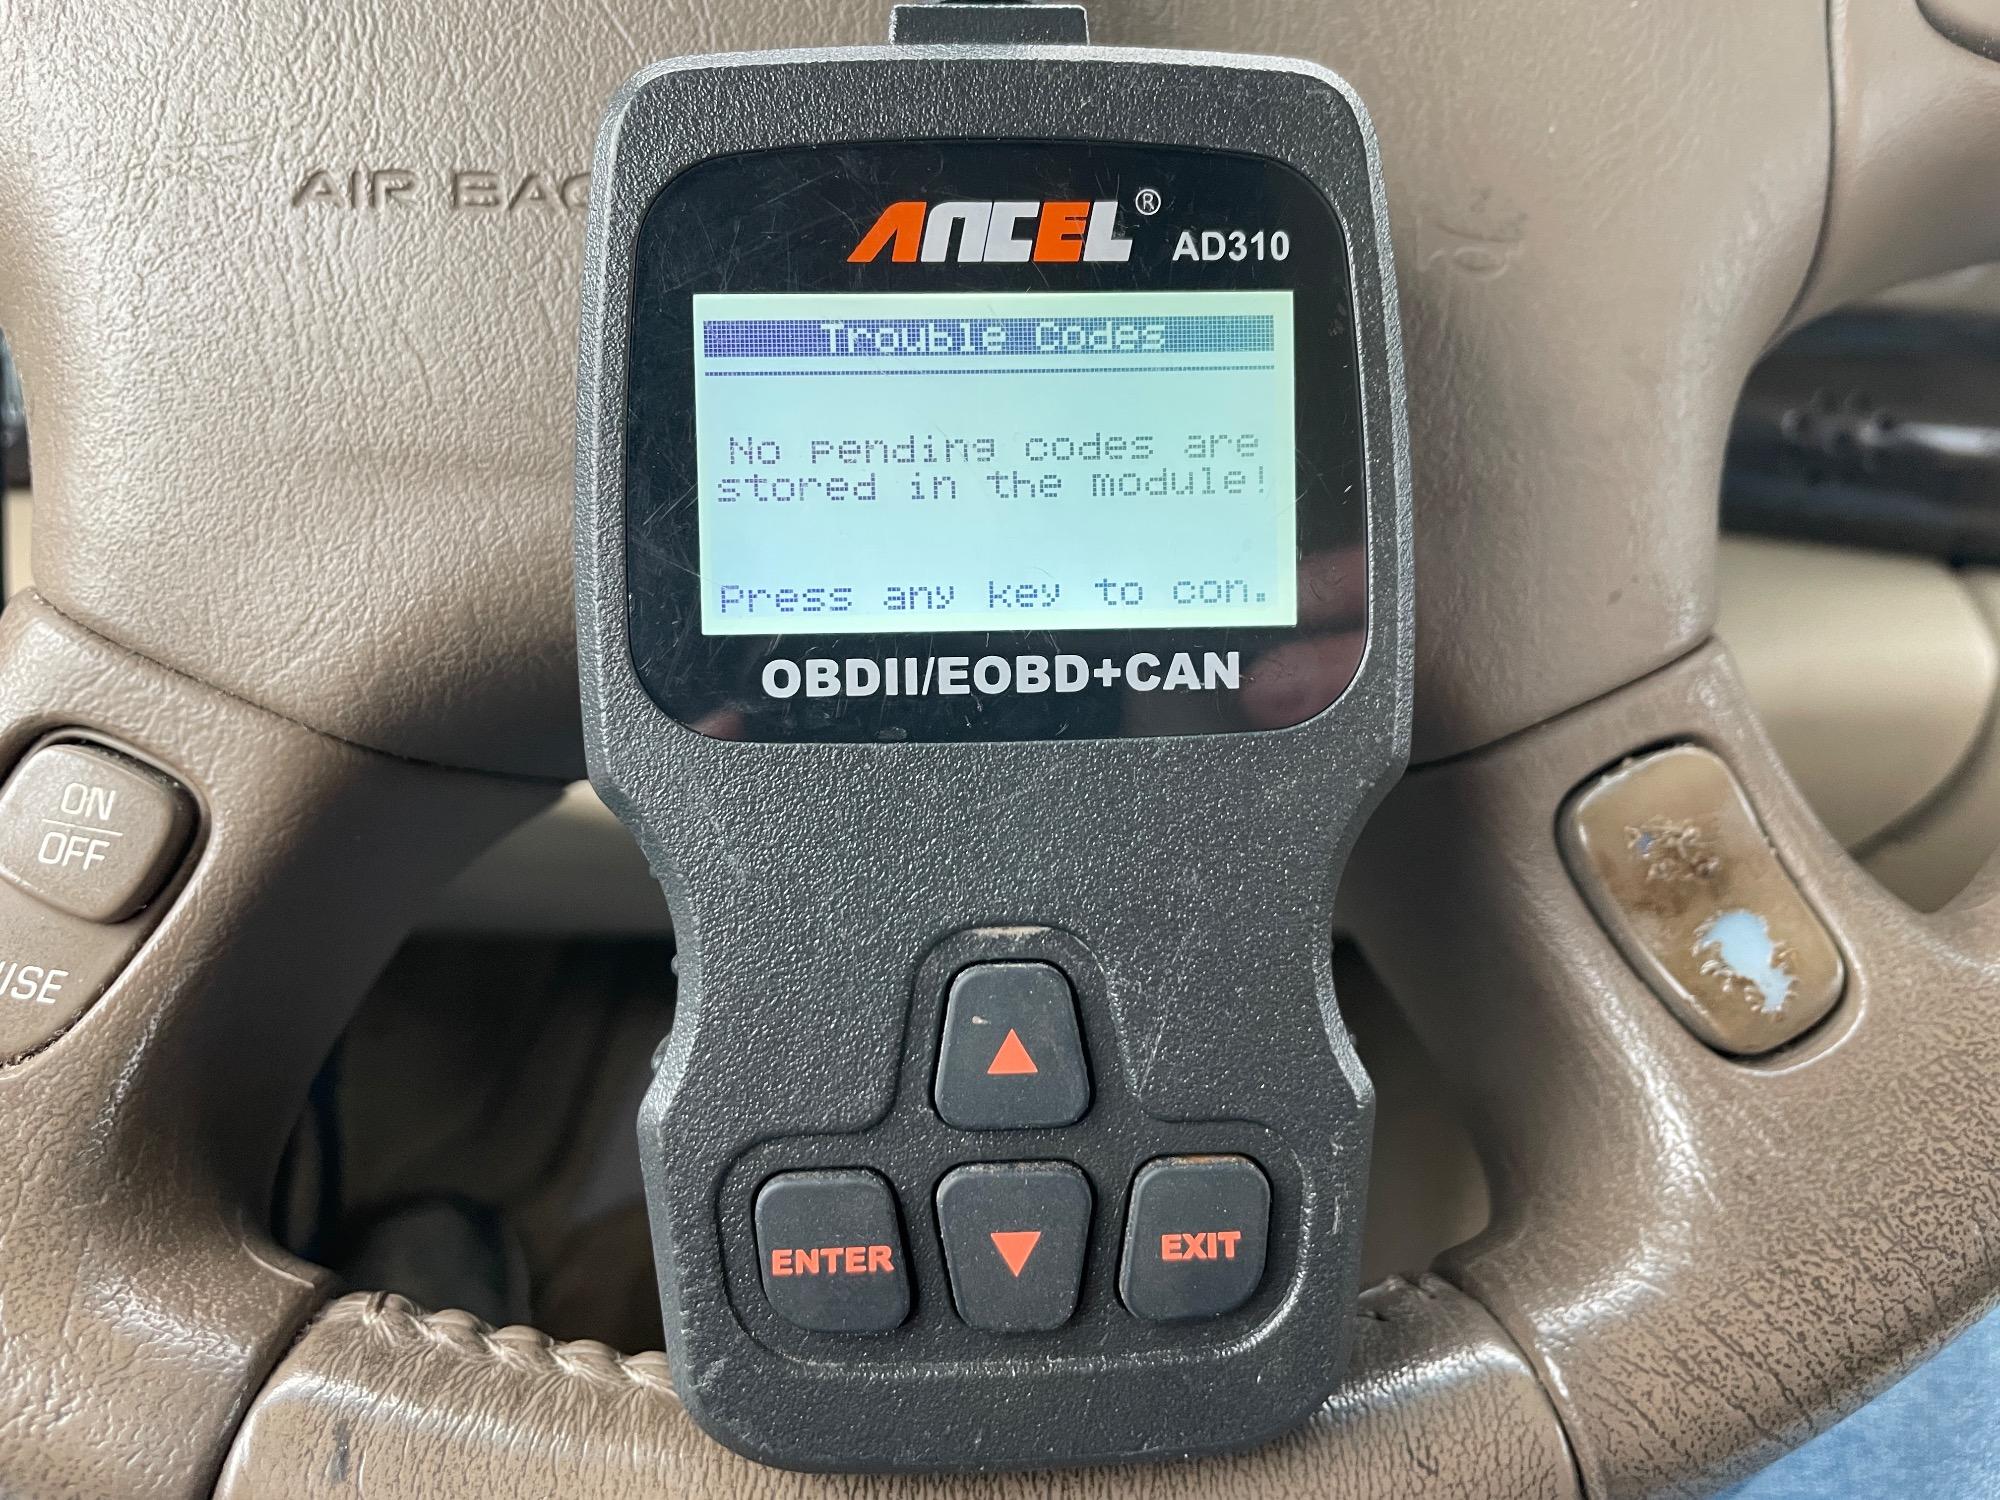 AIR BAG
ANCEL® AD310
Trouble Codes
No pending codes are
stored in the module!
Press any key to con.
OBDII/EOBD+CAN
ON
OFF
ENTER
EXIT